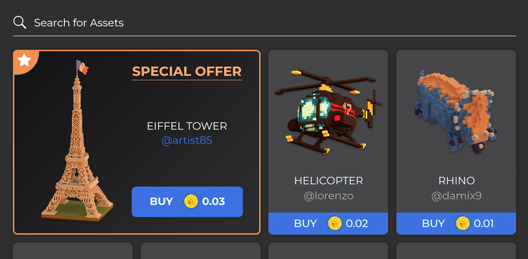 Search for Assets
SPECIAL OFFER
EIFFEL TOWER
@artist85
BUY 0.03
HELICOPTER
@lorenzo
BUY 0.02
RHINO
@damix9
BUY 0.01